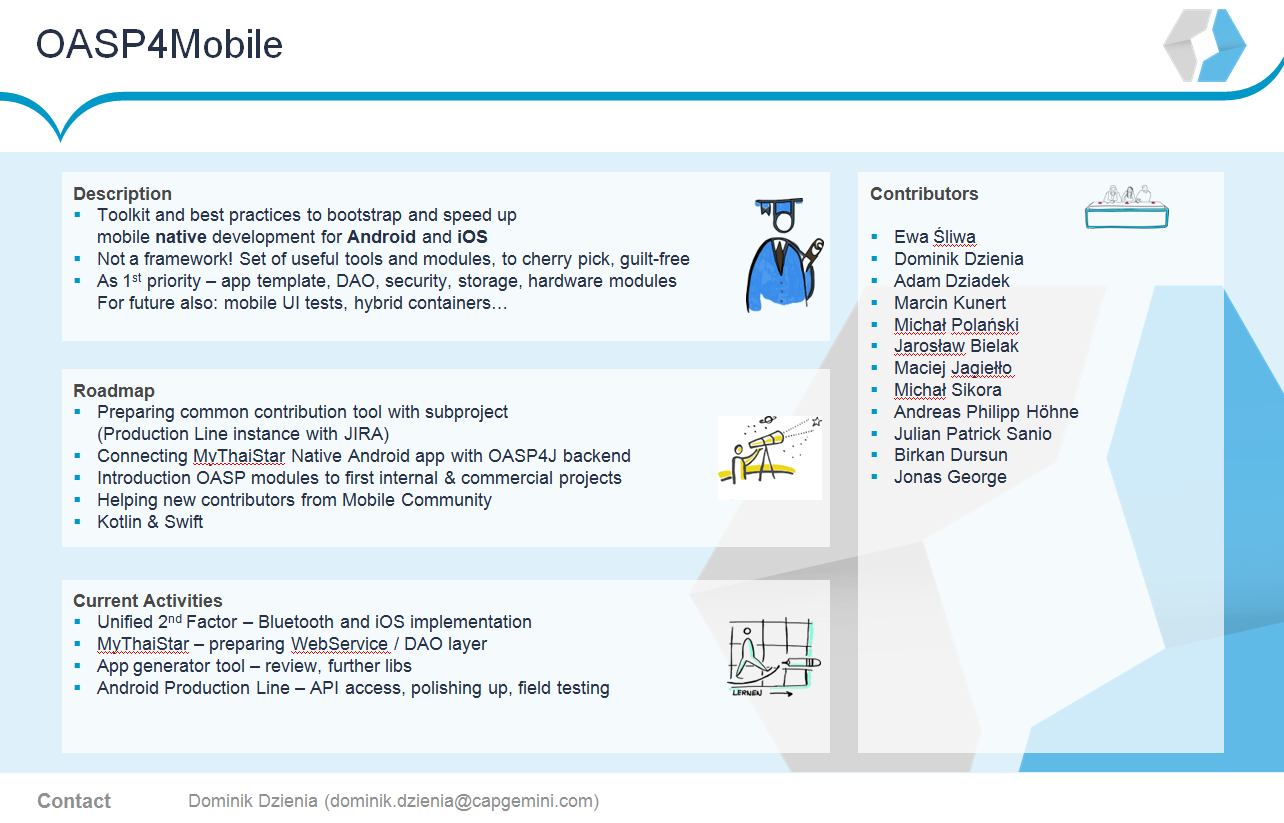 OASP4Mobile
Description
▪ Toolkit and best practices to bootstrap and speed up
mobile native development for Android and iOS
▪ Not a framework! Set of useful tools and modules, to cherry pick, guilt-free
▪ As 1st priority – app template, DAO, security, storage, hardware modules
For future also: mobile UI tests, hybrid containers…
Roadmap
▪ Preparing common contribution tool with subproject
(Production Line instance with JIRA)
▪ Connecting MyThaiStar Native Android app with OASP4J backend
▪ Introduction OASP modules to first internal & commercial projects
▪ Helping new contributors from Mobile Community
▪ Kotlin & Swift
Current Activities
▪ Unified 2nd Factor – Bluetooth and iOS implementation
▪ MyThaiStar – preparing WebService / DAO layer
▪ App generator tool – review, further libs
▪ Android Production Line – API access, polishing up, field testing
LERNEN
Contributors
▪ Ewa Śliwa
▪ Dominik Dzienia
▪ Adam Dziadek
▪ Marcin Kunert
▪ Michał Polański
▪ Jarosław Bielak
▪ Maciej Jagiełło
▪ Michał Sikora
▪ Andreas Philipp Höhne
▪ Julian Patrick Sanio
▪ Birkan Dursun
▪ Jonas George
Contact Dominik Dzienia (dominik.dzienia@capgemini.com)